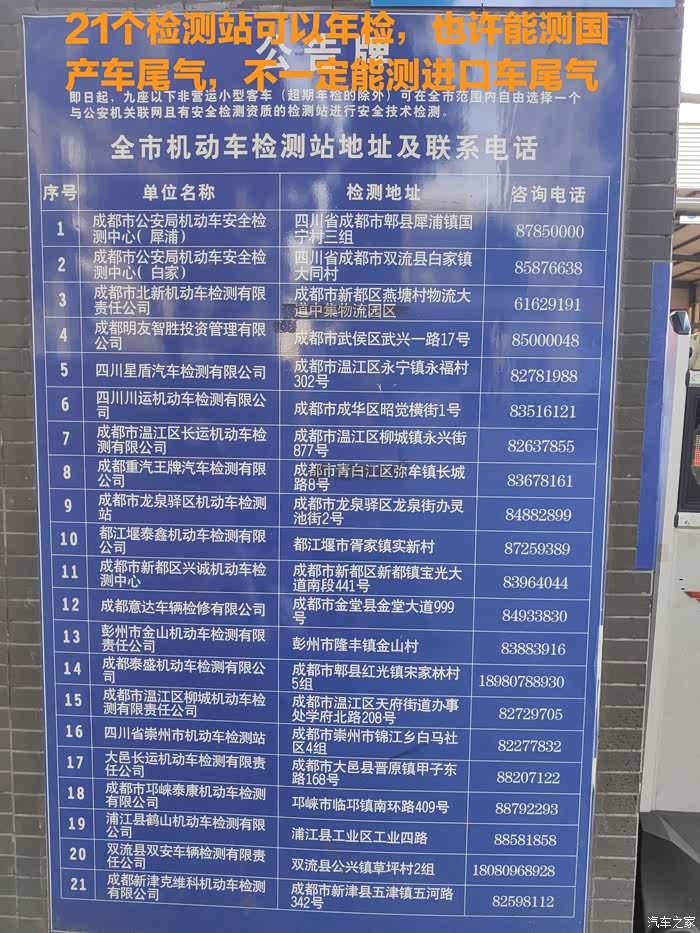 21个检测站可以年检，也许能测国
产车尾气，不一定能测进口车尾气
公告牌
即日起、九座以下非营运小型客车（超期年检的除外）可在全市范围内自由选择一个
与公安机关联网且有安全检测资质的检测站进行安全技术检测。
全市机动车检测站地址及联系电话
序号 单位名称 检测地址 咨询电话
1 成都市公安局机动车安全检 四川省成都市郫县犀浦镇国 87850000
测中心( 犀浦） 宁村三组
2 成都市公安局机动车安全检 四川省成都市双流县白家镇 85876638
测中心( 白家） 大同村
3 成都市北新机动车检测有限 成都市新都区燕塘村物流大 61629191
责任公司 道中集物流园区
4 成都明友智胜投资管理有限 成都市武侯区武兴一路17号 85000048
公司
5 四川星盾汽车检测有限公司 成都市温江区永宁镇永福村 82781988
302号
6 四川川运机动车检测有限公 成都市成华区昭觉横街1号 83516121
司
7 成都市温江区长运机动车检 成都市温江区柳城镇永兴街 82637855
测有限公司 877号
8 成都重汽王牌汽车检测有限 成都市青白江区弥牟镇长城 83678161
公司 路8号
9 成都市龙泉驿区机动车检测 成都市龙泉驿区龙泉街办灵 84882899
站 池街2号
10 都江堰泰鑫机动车检测有限 都江堰市胥家镇实新村 87259389
公司
11 成都市新都区兴诚机动车检 成都市新都区新都镇宝光大 83964044
测中心 道南段441号
12 成都意达车辆检修有限公司 成都市金堂县金堂大道999 84933830
号
13 彭州市金山机动车检测有限 彭州市隆丰镇金山村 83883916
责任公司
14 成都泰盛机动车检测有限公 成都市郫县红光镇宋家林村 18980788930
司 5组
15 成都市温江区柳城机动车检 成都市温江区天府街道办事 82729705
测有限责任公司 处学府北路208号
16 四川省崇州市机动车检测站 成都市崇州市锦江乡白马社 82277832
区4组
17 大邑长运机动车检测有限责 成都市大邑县晋原镇甲子东 88207122
任公司 路168号
18 成都市邛崃泰康机动车检测 邛崃市临邛镇南环路409号 88792293
有限公司
19 浦江县鹤山机动车检测有限 浦江县工业区工业四路 88581858
公司
20 双流县双安车辆检测有限责 双流县公兴镇草坪村2组 18080968928
任公司
21 成都新津克维科机动车检测 成都市新津县五津镇五河路 82598112
有限公司 342号
汽车之家